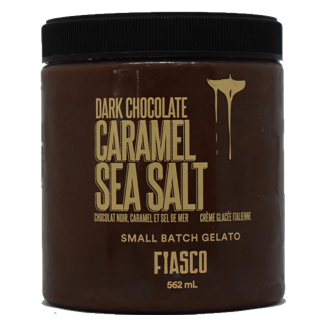 DARK CHOCOLATE
CARAMEL
SEA SALT
CHOCOLAT NOIR, CARAMEL ET SEL DE MER CRÈME GLACÉE ITALIENNE
SMALL BATCH GELATO
FIASCO
562 mL